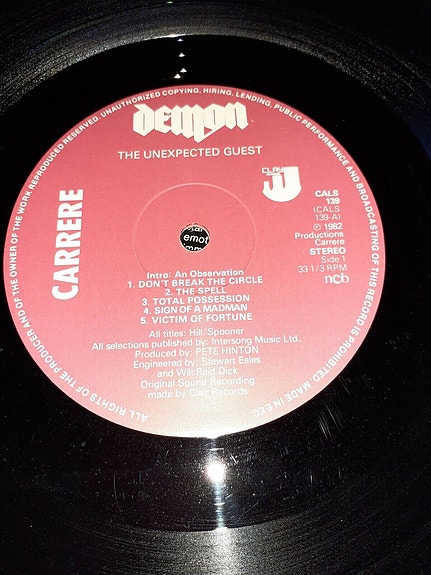 ALL RIGHTS OF THE PRODUCER AND OF THE OWNER OF THE WORK REPRODUCED RESERVED. UNAUTHORIZED COPYING, HIRING, LENDING, PUBLIC PERFORMANCE AND BROADCASTING OF THIS RECORD IS PROHIBITED. MADE IN E.E.C.
Demon
THE UNEXPECTED GUEST
CARRERE
CLAY
CALS
139
(CALS
139-A)
℗ 1982
Productions
Carrere
STEREO
Side 1
33 1/3 RPM
ncb
emot
Intro: An Observation
1. DON'T BREAK THE CIRCLE
2. THE SPELL
3. TOTAL POSSESSION
4. SIGN OF A MADMAN
5. VICTIM OF FORTUNE
All titles: Hill/Spooner
All selections published by: Intersong Music Ltd.
Produced by: PETE HINTON
Engineered by: Stewart Eales
and Will Reid Dick
Original Sound Recording
made by Clay Records